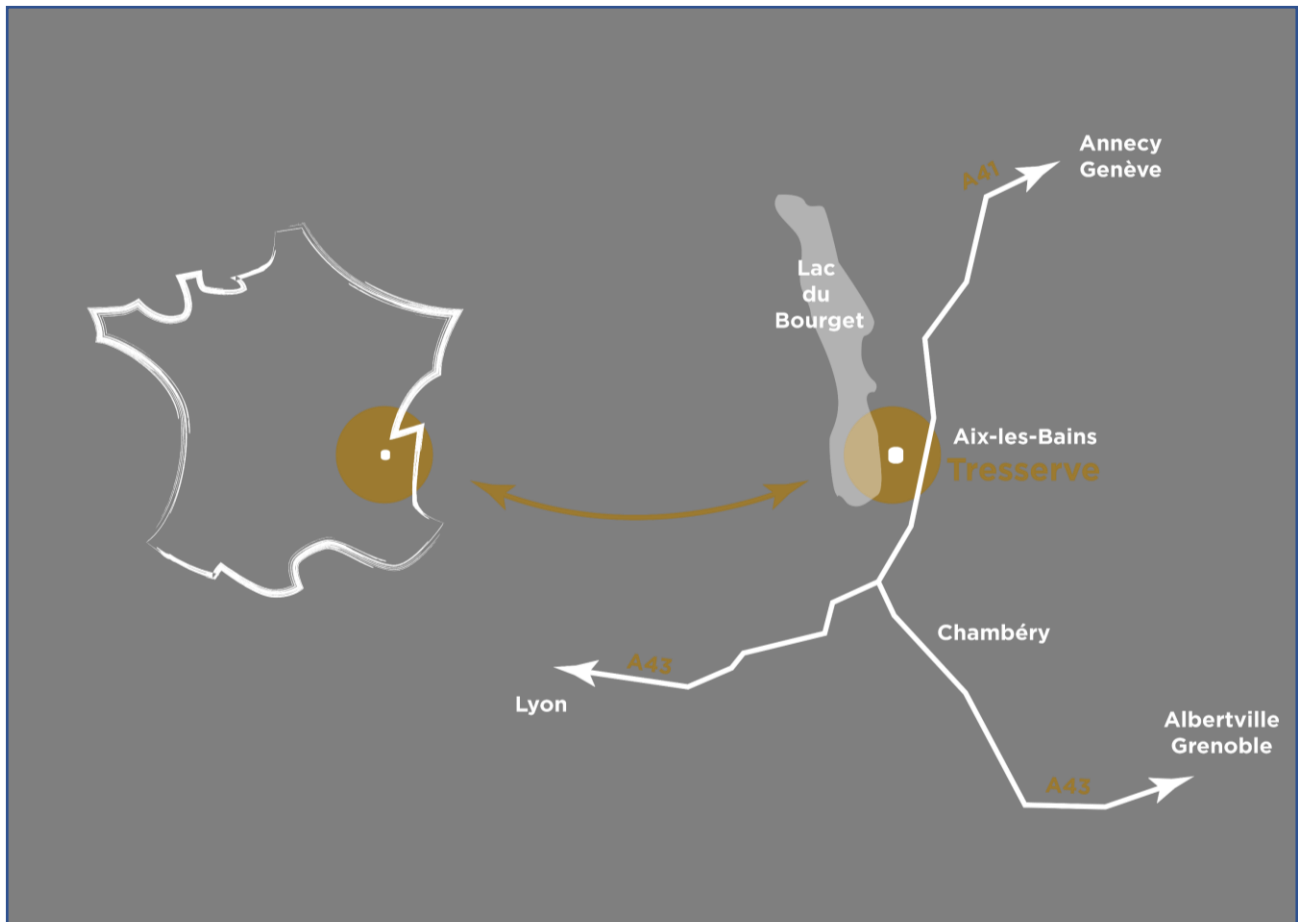 Annecy
Genève
A41
Lac
du
Bourget
Aix-les-Bains
Tresserve
Chambéry
A43
Lyon
Albertville
Grenoble
A43